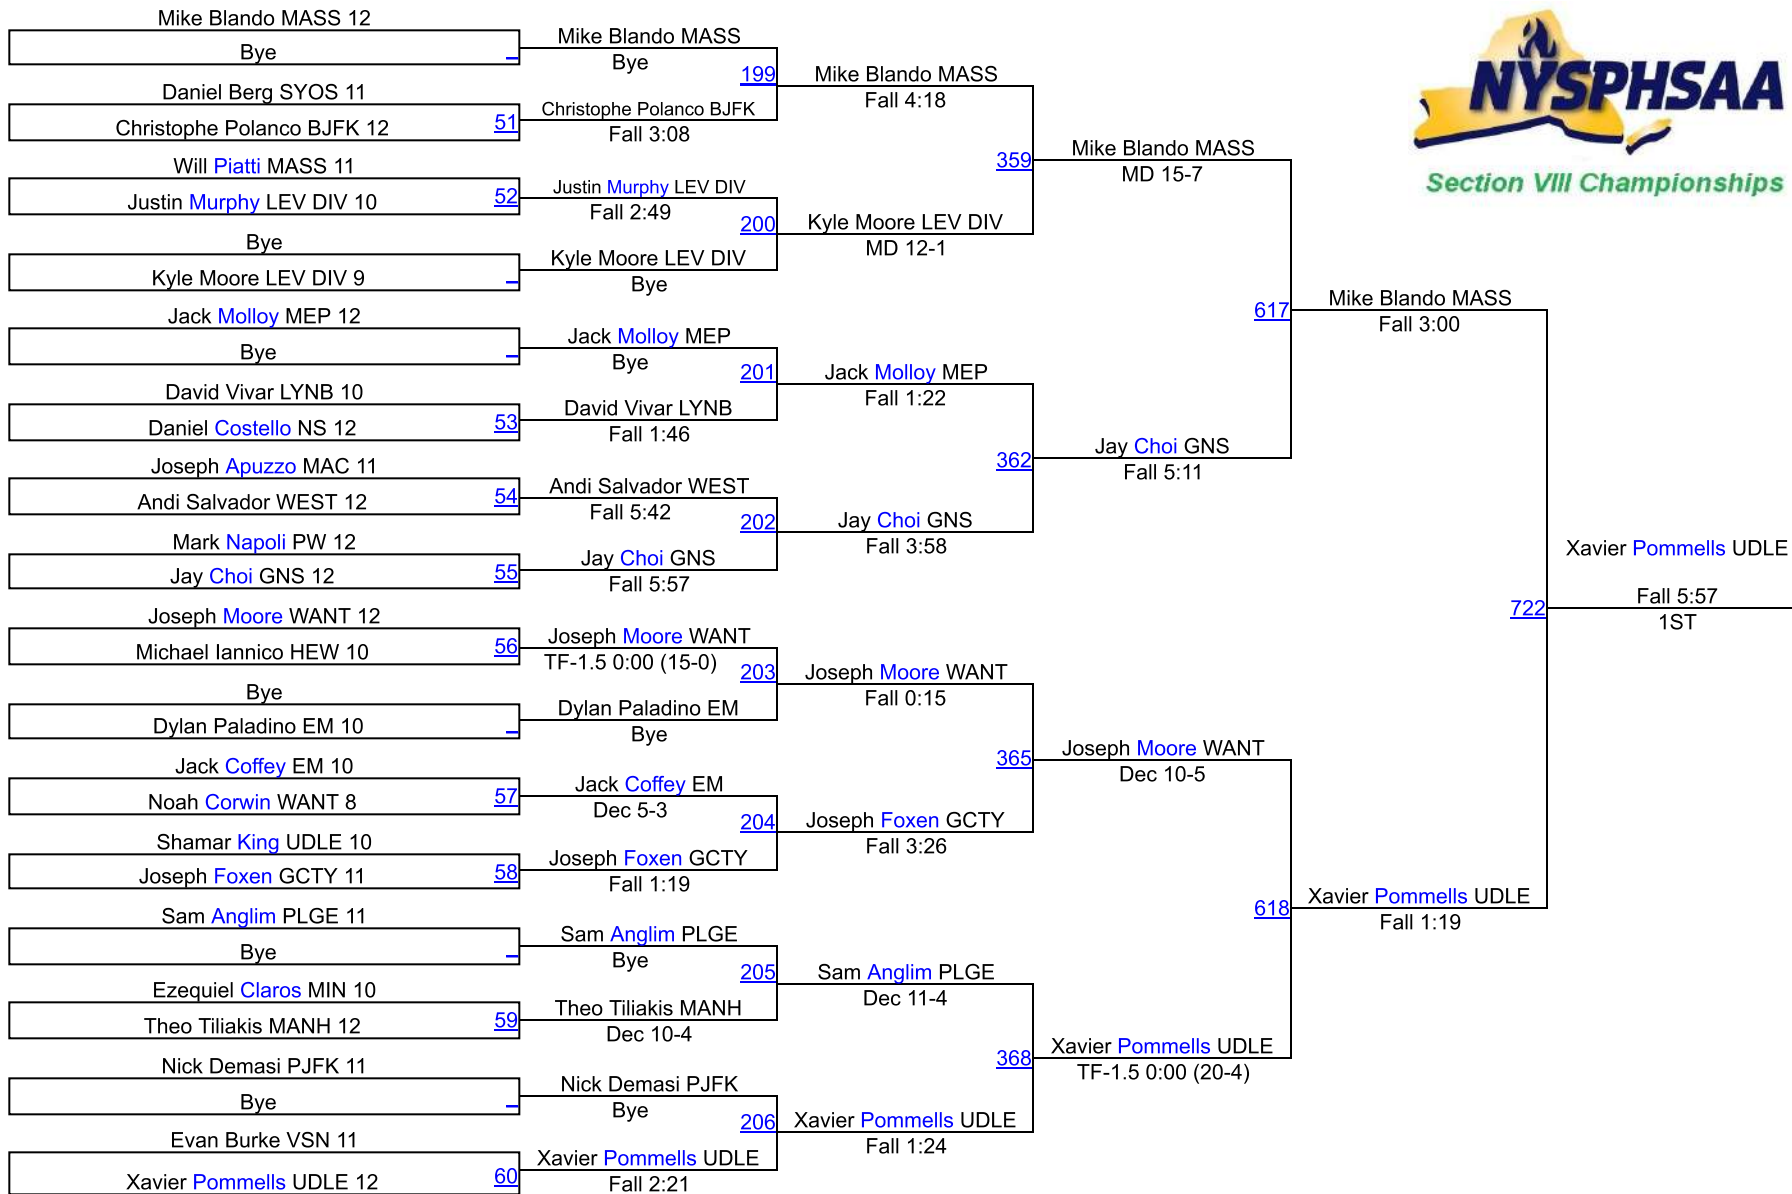 Mike Blando MASS 12
Bye
Daniel Berg SYOS 11
Christophe Polanco BJFK 12
51
Will Piatti MASS 11
Justin Murphy LEV DIV 10
52
Bye
Kyle Moore LEV DIV 9
Jack Molloy MEP 12
Bye
David Vivar LYNB 10
Daniel Costello NS 12
53
Joseph Apuzzo MAC 11
Andi Salvador WEST 12
54
Mark Napoli PW 12
Jay Choi GNS 12
55
Joseph Moore WANT 12
Michael Iannico HEW 10
56
Bye
Dylan Paladino EM 10
Jack Coffey EM 10
Noah Corwin WANT 8
57
Shamar King UDLE 10
Joseph Foxen GCTY 11
58
Sam Anglim PLGE 11
Bye
Ezequiel Claros MIN 10
Theo Tiliakis MANH 12
59
Nick Demasi PJFK 11
Bye
Evan Burke VSN 11
Xavier Pommells UDLE 12
60
Mike Blando MASS
Bye
199
Christophe Polanco BJFK
Fall 3:08
Justin Murphy LEV DIV
Fall 2:49
200
Kyle Moore LEV DIV
Bye
Jack Molloy MEP
Bye
201
David Vivar LYNB
Fall 1:46
Andi Salvador WEST
Fall 5:42
202
Jay Choi GNS
Fall 5:57
Joseph Moore WANT
TF-1.5 0:00 (15-0)
203
Dylan Paladino EM
Bye
Jack Coffey EM
Dec 5-3
204
Joseph Foxen GCTY
Fall 1:19
Sam Anglim PLGE
Bye
205
Theo Tiliakis MANH
Dec 10-4
Nick Demasi PJFK
Bye
206
Xavier Pommells UDLE
Fall 2:21
Mike Blando MASS
Fall 4:18
359
Kyle Moore LEV DIV
MD 12-1
Jack Molloy MEP
Fall 1:22
362
Jay Choi GNS
Fall 3:58
Joseph Moore WANT
Fall 0:15
365
Joseph Foxen GCTY
Fall 3:26
Sam Anglim PLGE
Dec 11-4
368
Xavier Pommells UDLE
Fall 1:24
Mike Blando MASS
MD 15-7
617
Jay Choi GNS
Fall 5:11
Joseph Moore WANT
Dec 10-5
618
Xavier Pommells UDLE
TF-1.5 0:00 (20-4)
Mike Blando MASS
Fall 3:00
722
Xavier Pommells UDLE
Fall 1:19
Xavier Pommells UDLE
Fall 5:57
1ST
NYSPHSAA
Section VIII Championships